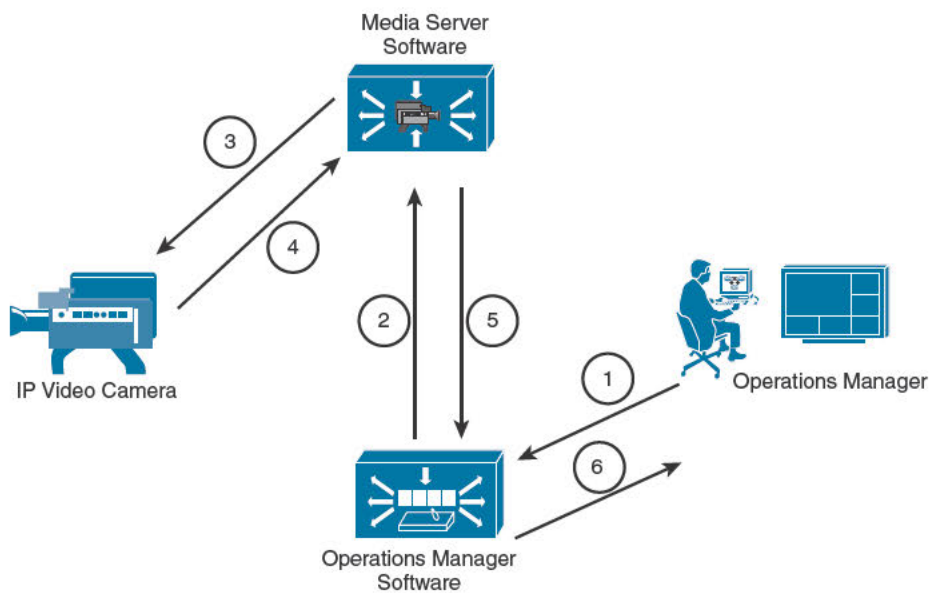 Media Server
Software
3
4
IP Video Camera
2
5
1
Operations Manager
6
Operations Manager
Software